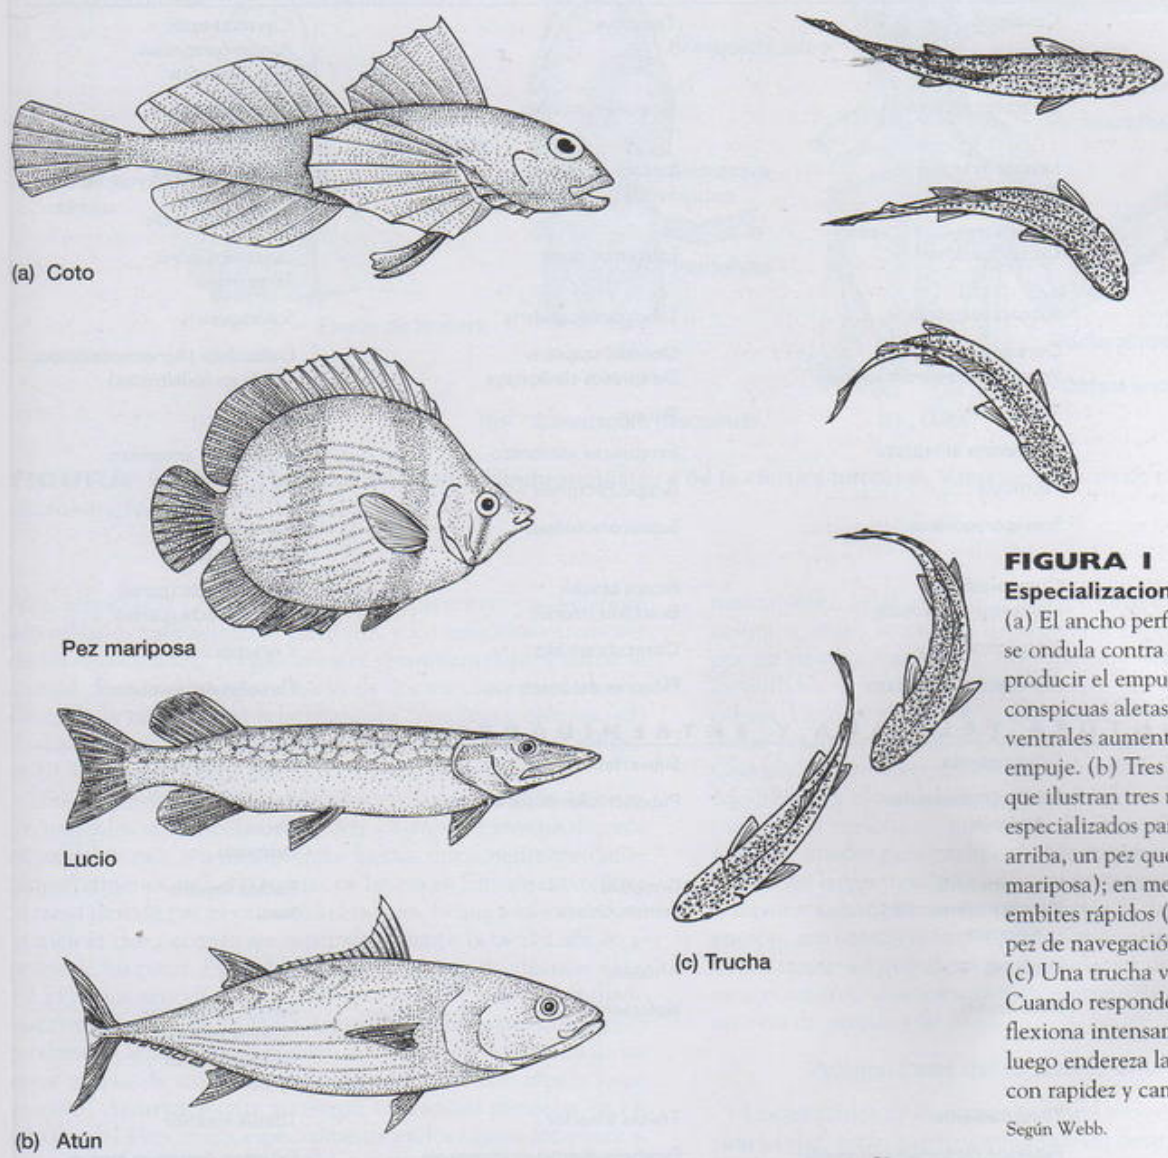 (a) Coto
Pez mariposa
Lucio
(b) Atún
(c) Trucha
FIGURA I
Especializacion
(a) El ancho perf
se ondula contra
producir el empu
conspicuas aletas
ventrales aument
empuje. (b) Tres
que ilustran tres
especializados pa
arriba, un pez que
mariposa); en me
embites rápidos (
pez de navegació
(c) Una trucha v
Cuando responde
flexiona intensam
luego endereza la
con rapidez y cam
Según Webb.